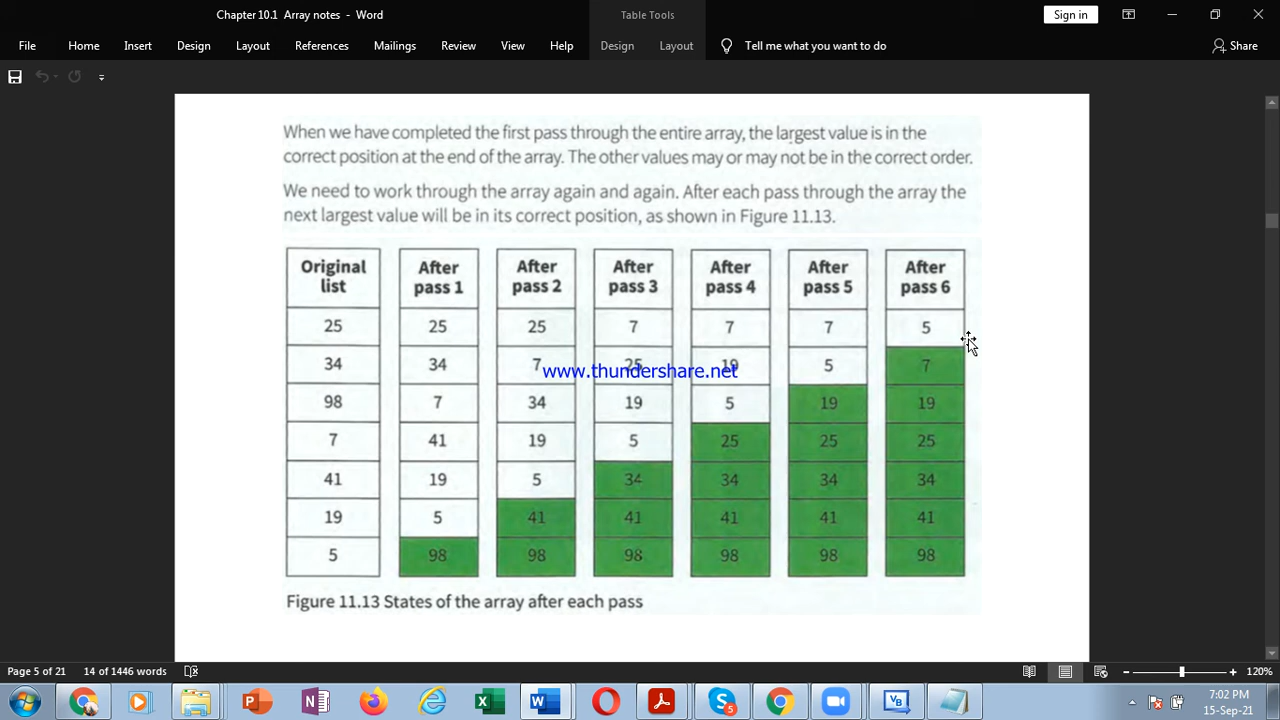 Chapter 10.1 Array notes - Word
Table Tools
Sign in
File Home Insert Design Layout References Mailings Review View Help Design Layout Tell me what you want to do Share
When we have completed the first pass through the entire array, the largest value is in the
correct position at the end of the array. The other values may or may not be in the correct order.
We need to work through the array again and again. After each pass through the array the
next largest value will be in its correct position, as shown in Figure 11.13.
Original After After After After After After
list pass 1 pass 2 pass 3 pass 4 pass 5 pass 6
25 25 25 7 7 7 5
34 34 7 25 19 5 7
www.thundershare.net
98 7 34 19 5 19 19
7 41 19 5 25 25 25
41 19 5 34 34 34 34
19 5 41 41 41 41 41
5 98 98 98 98 98 98
Figure 11.13 States of the array after each pass
Page 5 of 21 14 of 1446 words 120%
7:02 PM
15-Sep-21